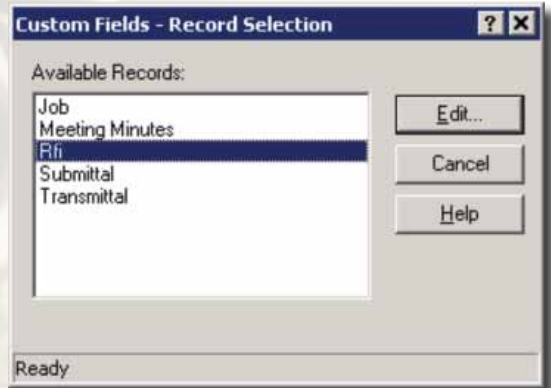 Custom Fields - Record Selection
Available Records:
Job
Meeting Minutes
Rfi
Submittal
Transmittal
Edit...
Cancel
Help
Ready